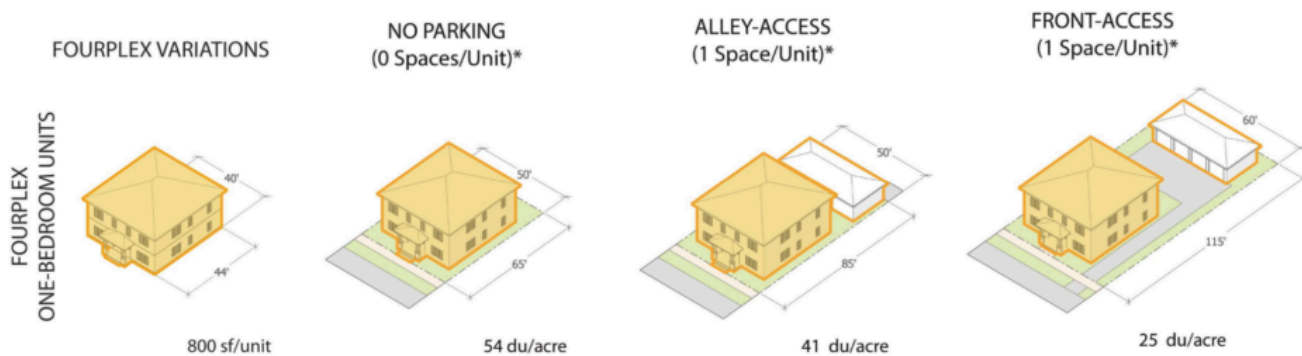 FOURPLEX VARIATIONS
NO PARKING
(0 Spaces/Unit)*
ALLEY-ACCESS
(1 Space/Unit)*
FRONT-ACCESS
(1 Space/Unit)*
FOURPLEX
ONE-BEDROOM UNITS
40'
44'
50'
65'
50'
85'
60'
115'
800 sf/unit
54 du/acre
41 du/acre
25 du/acre